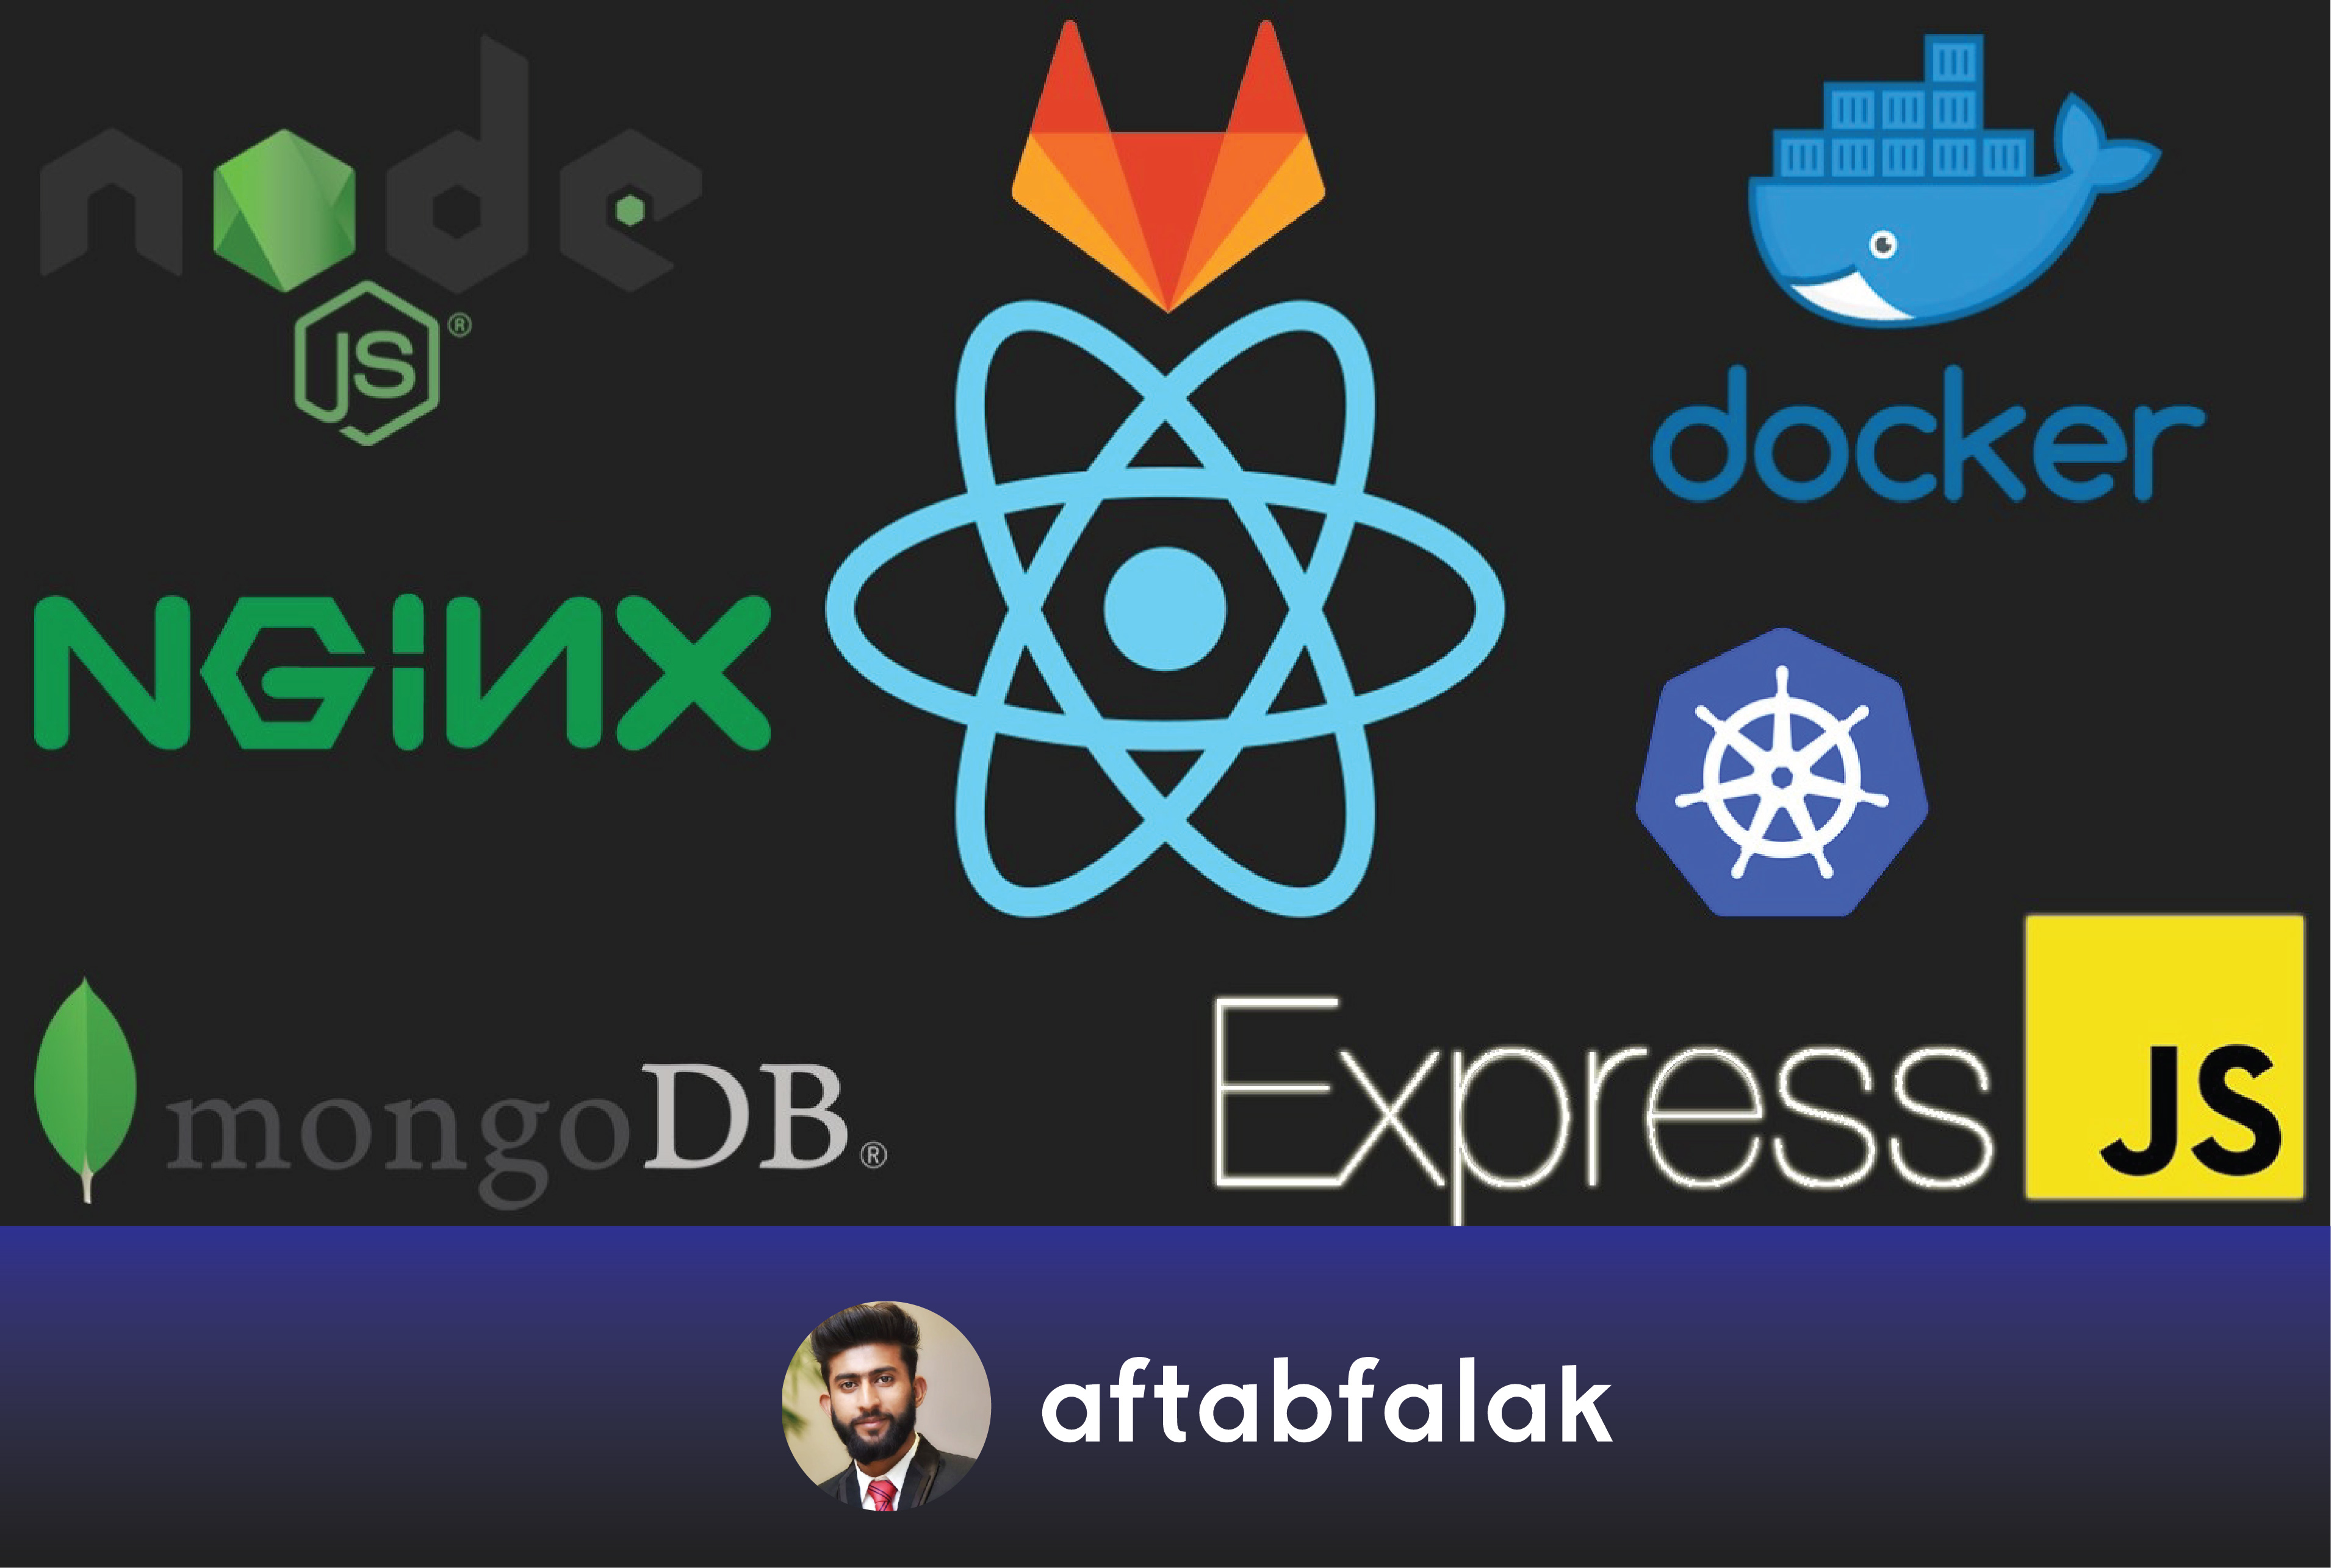 node
JS®
docker
NGiNX
mongoDB®
Express
JS
aftabfalak